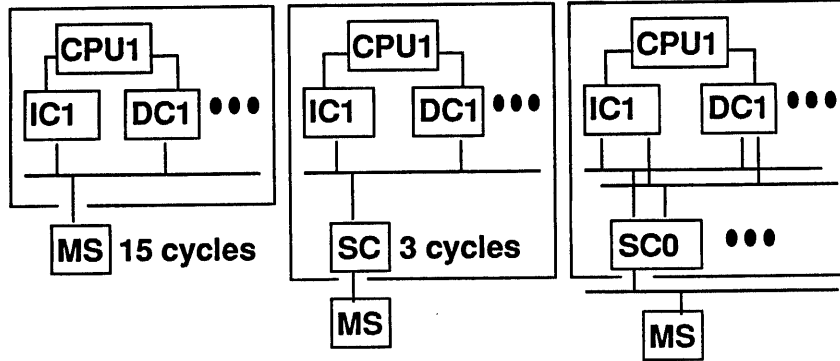 CPU1
IC1
DC1
MS 15 cycles
CPU1
IC1
DC1
SC 3 cycles
MS
CPU1
IC1
DC1
SC0
MS